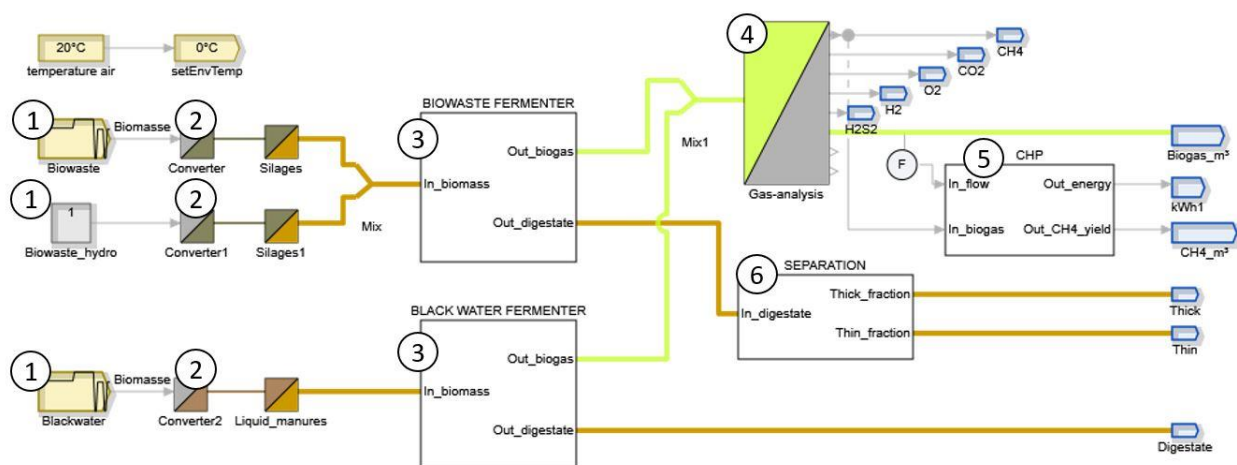 20°C
temperature air
0°C
setEnvTemp
1
Biowaste
Biomasse
2
Converter
Silages
1
1
Biowaste_hydro
2
Converter1
Silages1
Mix
BIOWASTE FERMENTER
3
Out_biogas
In_biomass
Out_digestate
Mix1
4
Gas-analysis
CH4
CO2
O2
H2
H2S2
Biogas_m³
F
5
CHP
In_flow
Out_energy
In_biogas
Out_CH4_yield
kWh1
CH4_m³
6
SEPARATION
Thick_fraction
In_digestate
Thin_fraction
Thick
Thin
1
Blackwater
Biomasse
2
Converter2
Liquid_manures
BLACK WATER FERMENTER
3
Out_biogas
In_biomass
Out_digestate
Digestate